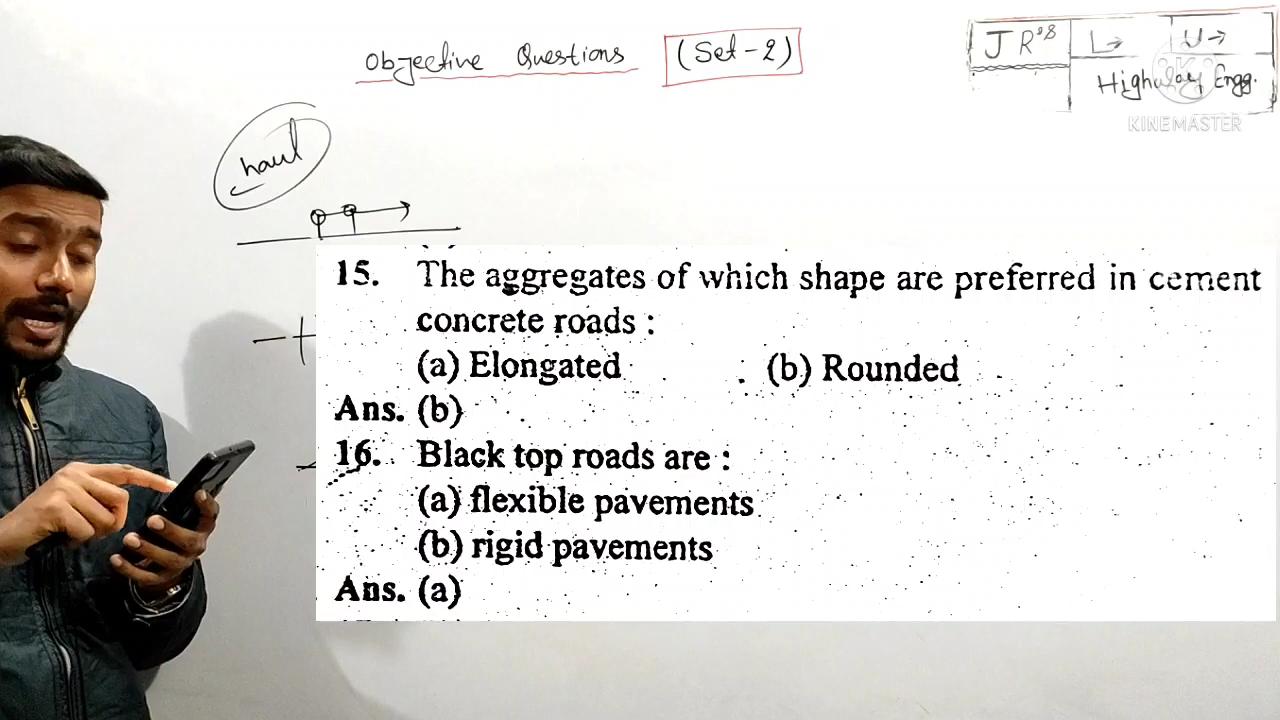 Objective Questions (Set-2)
JR's L→ U→
Highway Engg.
KINEMASTER
haul
15. The aggregates of which shape are preferred in cement
concrete roads :
(a) Elongated (b) Rounded
Ans. (b)
16. Black top roads are :
(a) flexible pavements
(b) rigid pavements
Ans. (a)